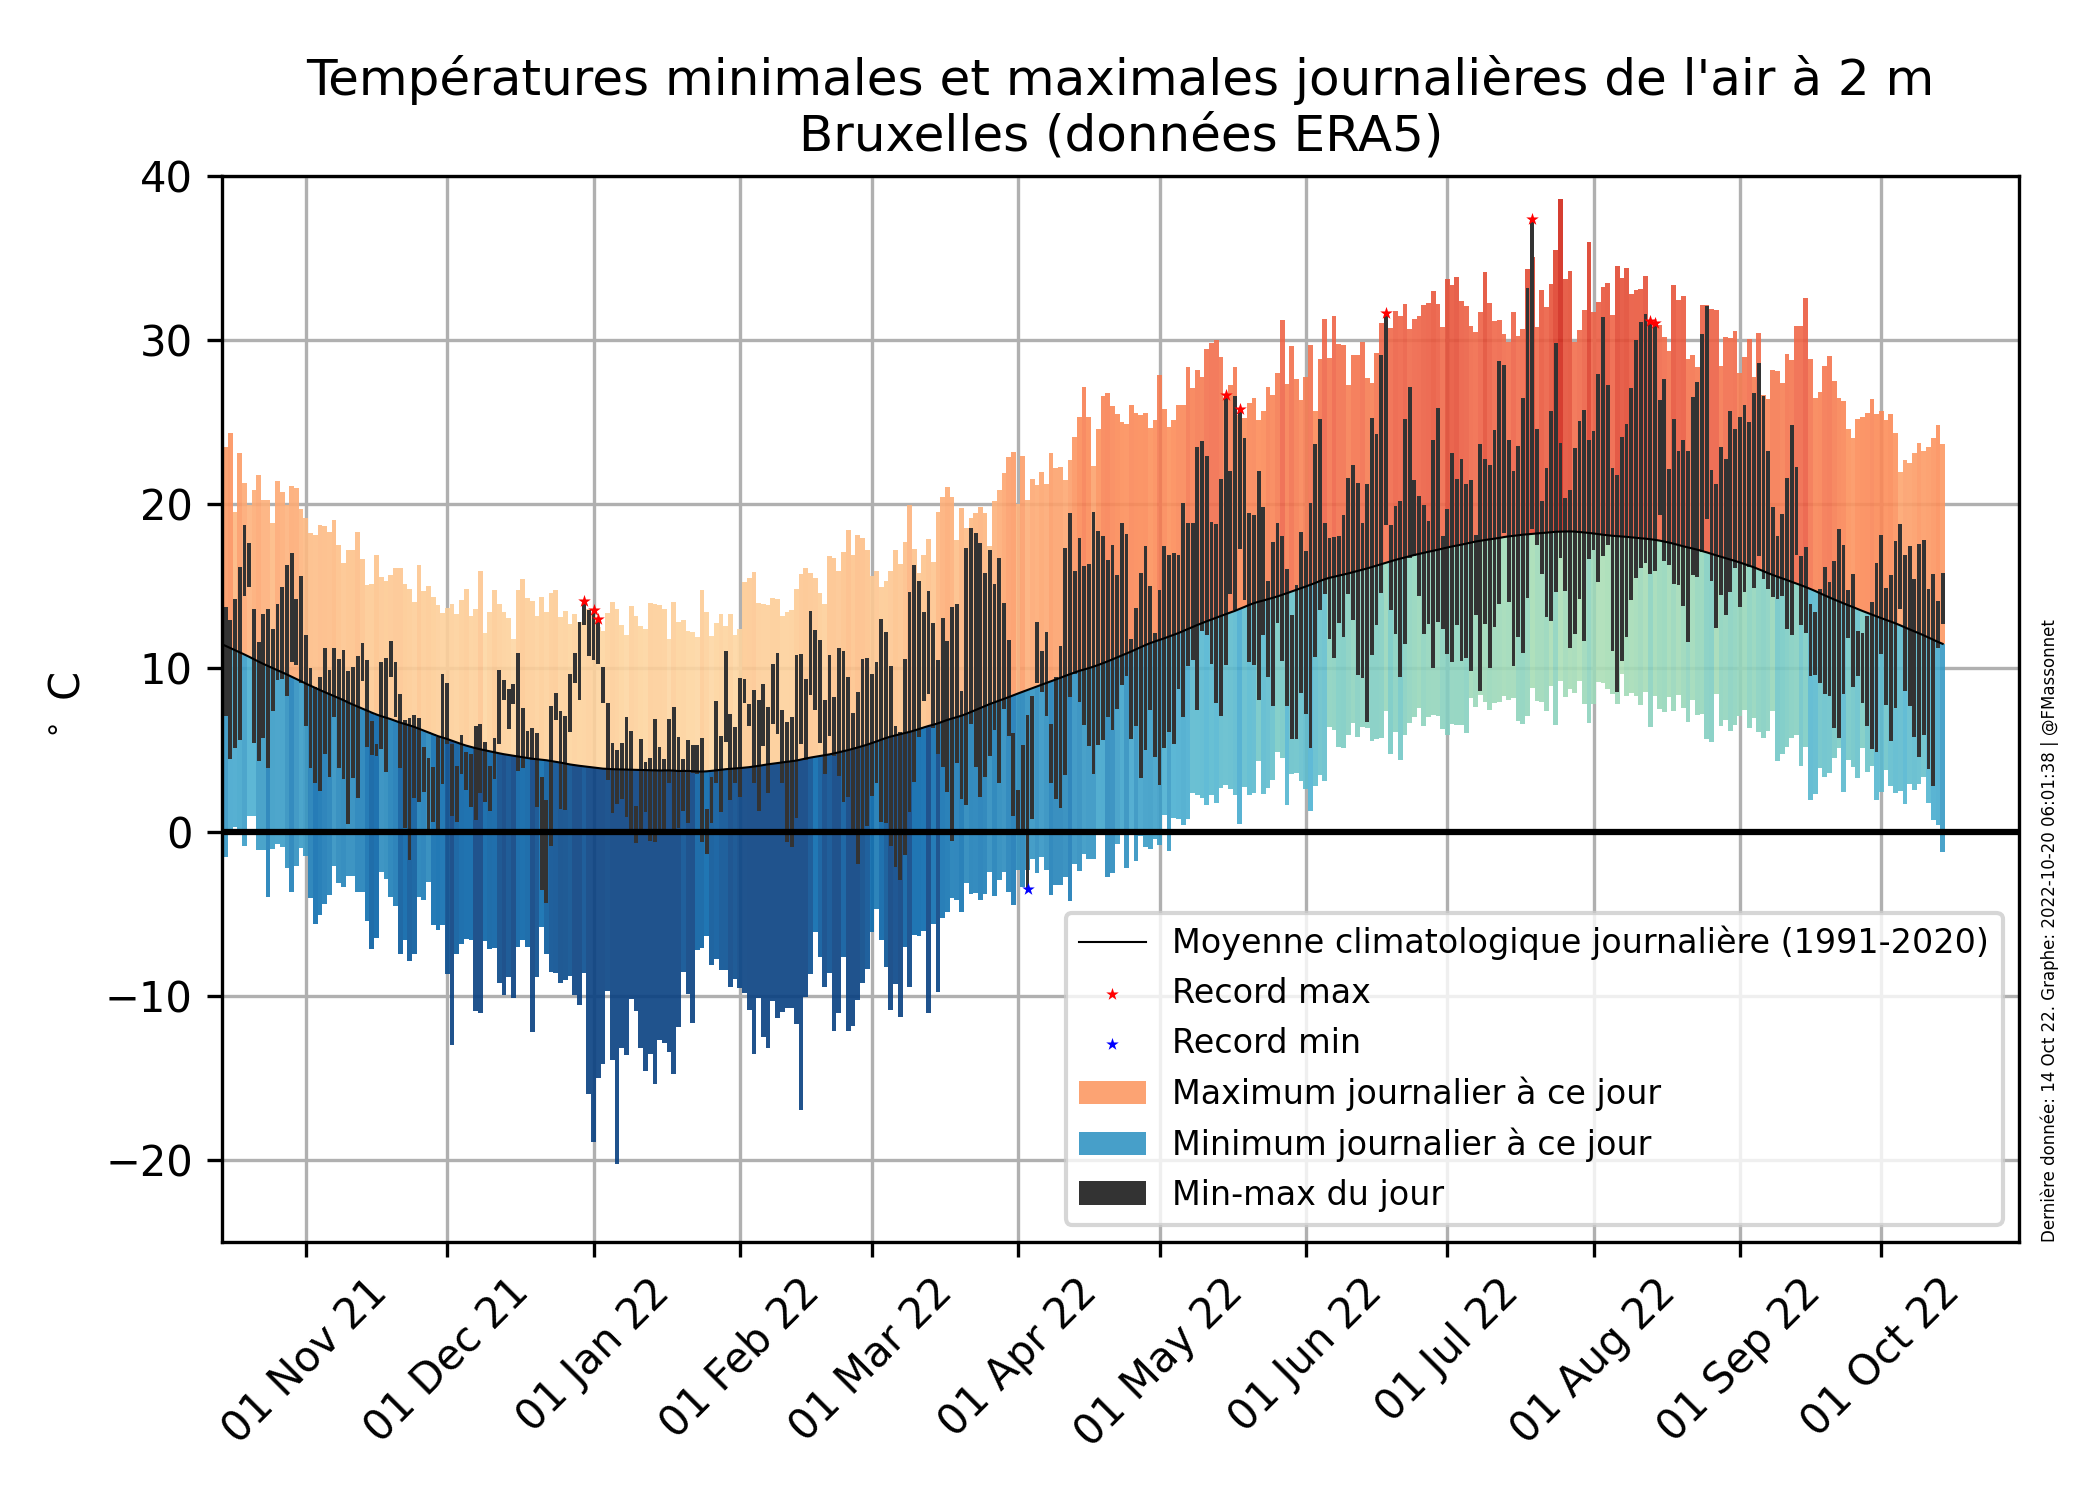 Températures minimales et maximales journalières de l'air à 2 m
Bruxelles (données ERA5)
40
30
20
10
0
−10
−20
° C
Moyenne climatologique journalière (1991-2020)
Record max
Record min
Maximum journalier à ce jour
Minimum journalier à ce jour
Min-max du jour
01 Nov 21
01 Dec 21
01 Jan 22
01 Feb 22
01 Mar 22
01 Apr 22
01 May 22
01 Jun 22
01 Jul 22
01 Aug 22
01 Sep 22
01 Oct 22
Dernière donnée: 14 Oct 22. Graphe: 2022-10-20 06:01:38 | @FMassonnet